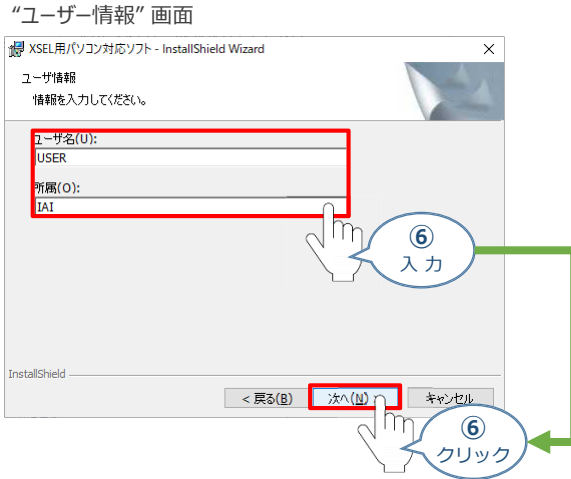 “ユーザー情報” 画面
XSEL用パソコン対応ソフト - InstallShield Wizard
ユーザ情報
情報を入力してください。
ユーザ名(U):
USER
所属(O):
IAI
⑥
入 力
InstallShield
< 戻る(B)
次へ(N) >
キャンセル
⑥
クリック